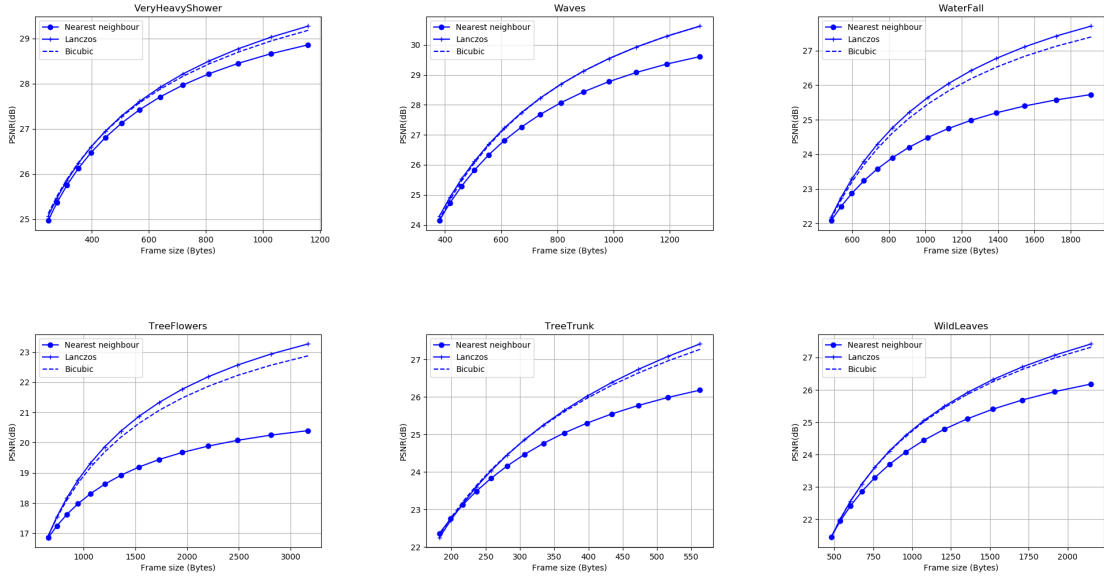 VeryHeavyShower
Nearest neighbour
Lanczos
Bicubic
PSNR(dB)
29
28
27
26
25
400
600
800
1000
1200
Frame size (Bytes)
Waves
Nearest neighbour
Lanczos
Bicubic
PSNR(dB)
30
29
28
27
26
25
24
400
600
800
1000
1200
Frame size (Bytes)
WaterFall
Nearest neighbour
Lanczos
Bicubic
PSNR(dB)
27
26
25
24
23
22
600
800
1000
1200
1400
1600
1800
Frame size (Bytes)
TreeFlowers
Nearest neighbour
Lanczos
Bicubic
PSNR(dB)
23
22
21
20
19
18
17
1000
1500
2000
2500
3000
Frame size (Bytes)
TreeTrunk
Nearest neighbour
Lanczos
Bicubic
PSNR(dB)
27
26
25
24
23
22
200
250
300
350
400
450
500
550
Frame size (Bytes)
WildLeaves
Nearest neighbour
Lanczos
Bicubic
PSNR(dB)
27
26
25
24
23
22
500
750
1000
1250
1500
1750
2000
Frame size (Bytes)